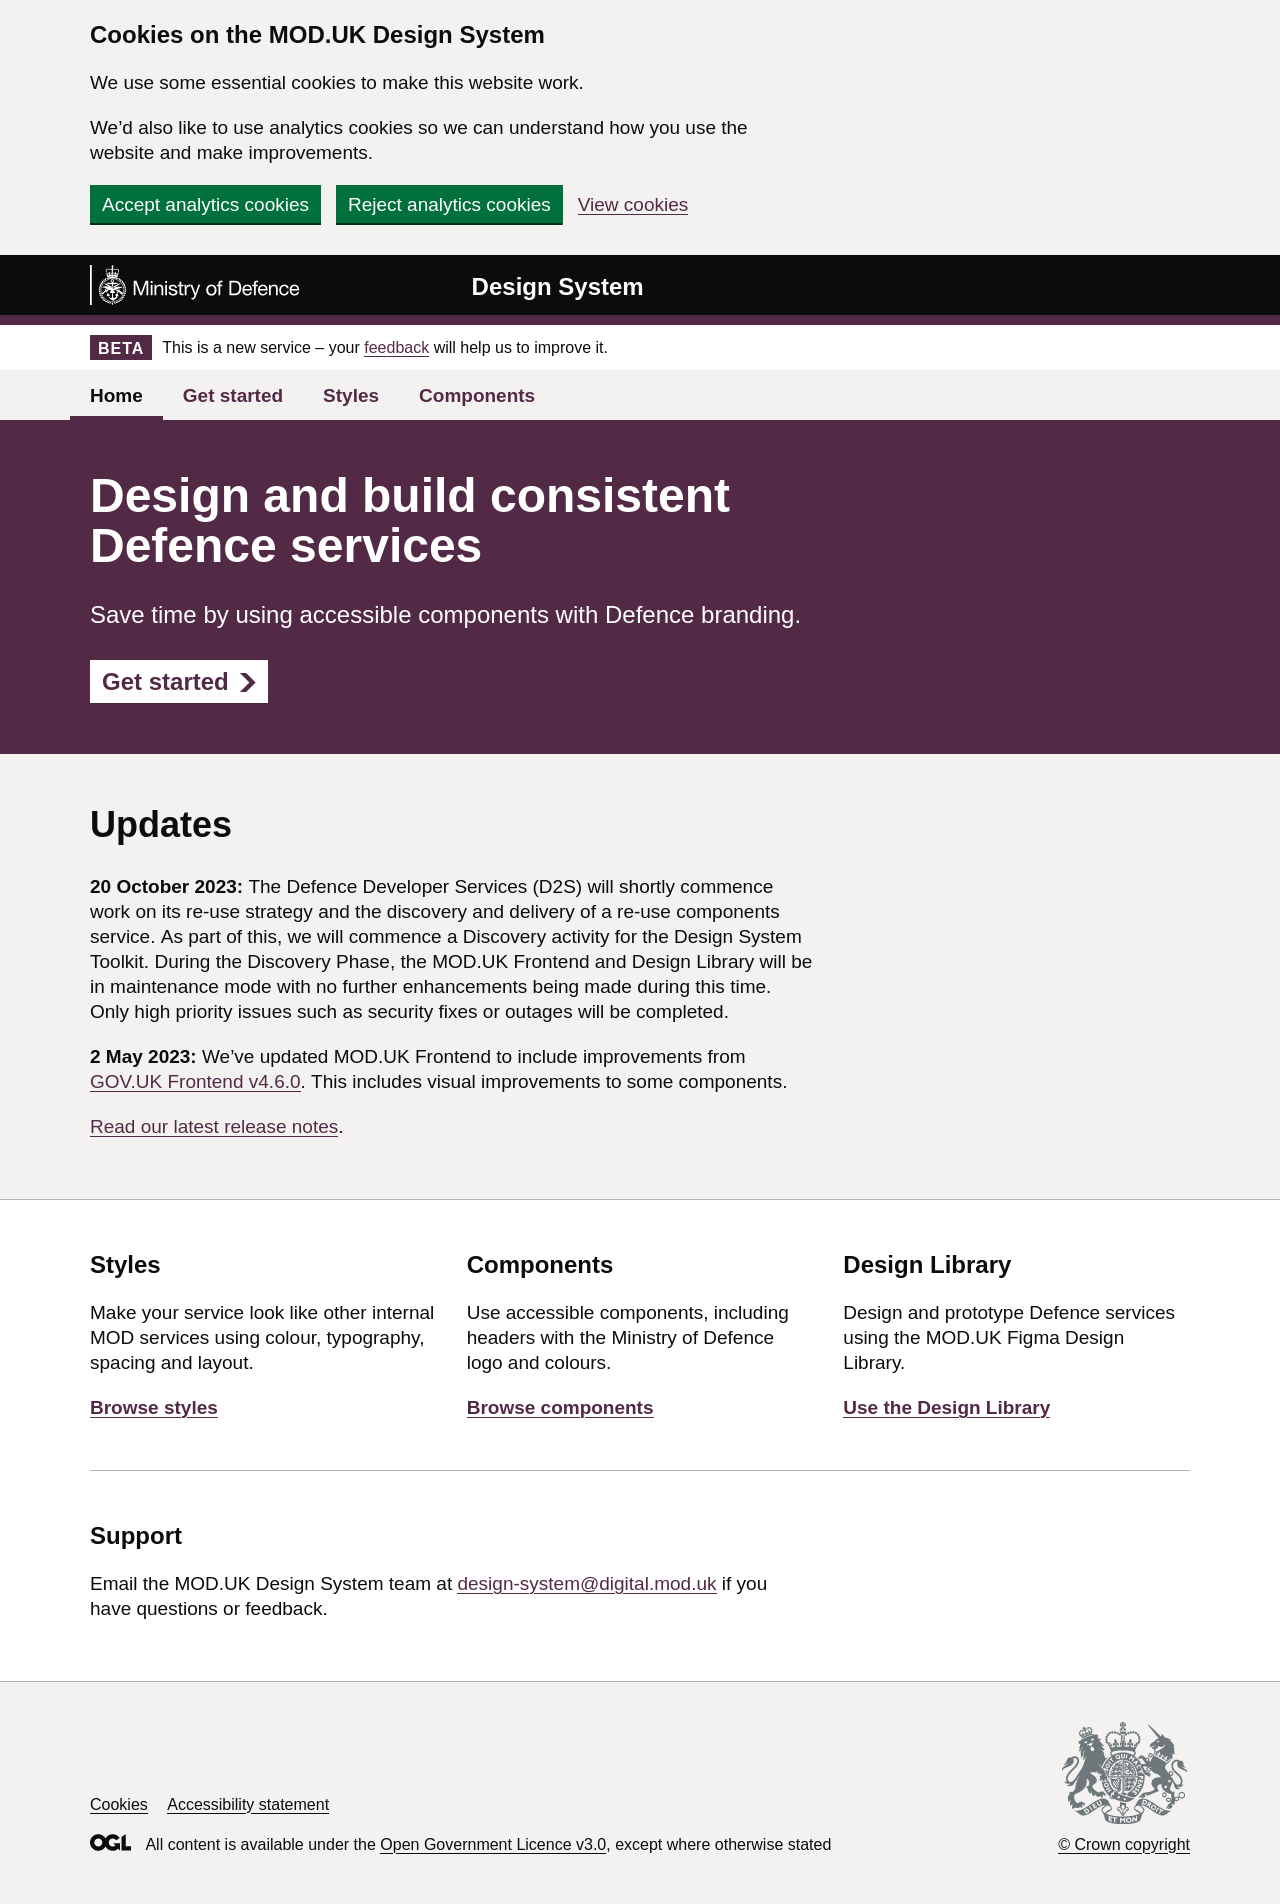 Cookies on the MOD.UK Design System
We use some essential cookies to make this website work.
We’d also like to use analytics cookies so we can understand how you use the
website and make improvements.
Accept analytics cookies Reject analytics cookies View cookies
Ministry of Defence Design System
BETA This is a new service – your feedback will help us to improve it.
Home Get started Styles Components
Design and build consistent
Defence services
Save time by using accessible components with Defence branding.
Get started
Updates
20 October 2023: The Defence Developer Services (D2S) will shortly commence
work on its re-use strategy and the discovery and delivery of a re-use components
service. As part of this, we will commence a Discovery activity for the Design System
Toolkit. During the Discovery Phase, the MOD.UK Frontend and Design Library will be
in maintenance mode with no further enhancements being made during this time.
Only high priority issues such as security fixes or outages will be completed.
2 May 2023: We’ve updated MOD.UK Frontend to include improvements from
GOV.UK Frontend v4.6.0. This includes visual improvements to some components.
Read our latest release notes.
Styles
Make your service look like other internal
MOD services using colour, typography,
spacing and layout.
Browse styles
Components
Use accessible components, including
headers with the Ministry of Defence
logo and colours.
Browse components
Design Library
Design and prototype Defence services
using the MOD.UK Figma Design
Library.
Use the Design Library
Support
Email the MOD.UK Design System team at design-system@digital.mod.uk if you
have questions or feedback.
Cookies Accessibility statement
OGL All content is available under the Open Government Licence v3.0, except where otherwise stated
DIEU ET MON DROIT
© Crown copyright